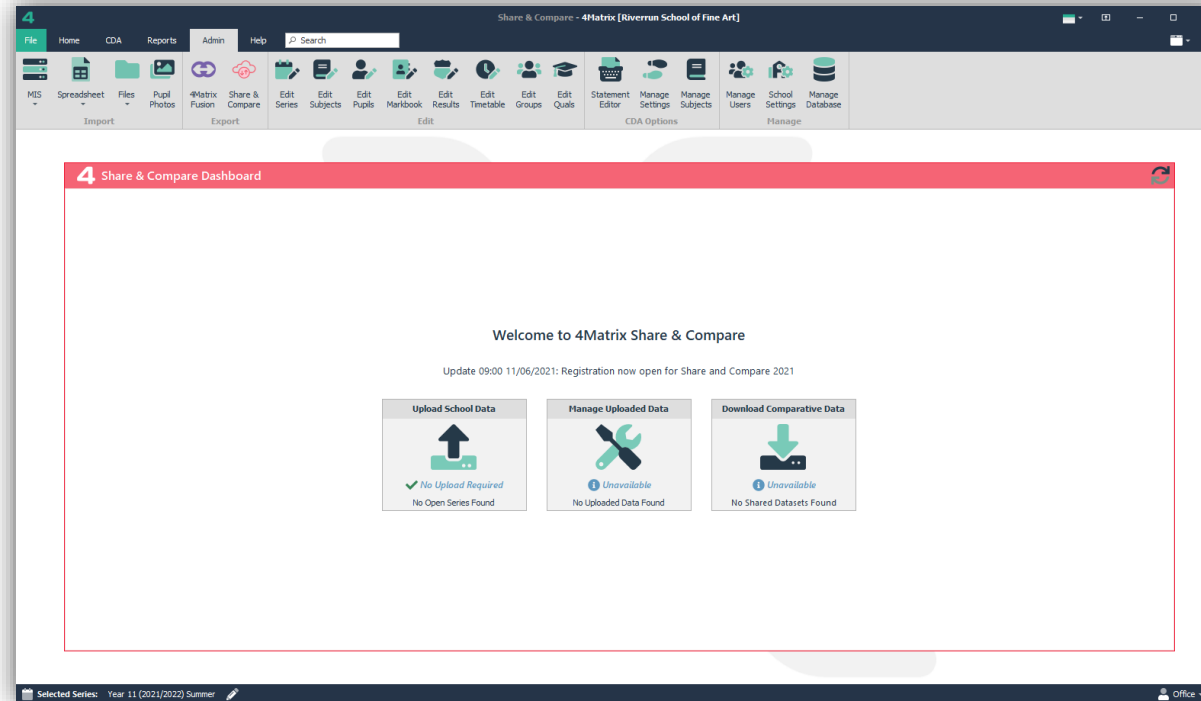 4 Share & Compare - 4Matrix [Riverrun School of Fine Art]
File Home CDA Reports Admin Help Search
MIS Spreadsheet Files Pupil Photos 4Matrix Fusion Share & Compare Edit Series Edit Subjects Edit Pupils Edit Markbook Edit Results Edit Timetable Edit Groups Edit Quals Statement Editor Manage Settings Manage Subjects Manage Users School Settings Manage Database
Import Export Edit CDA Options Manage
4 Share & Compare Dashboard
Welcome to 4Matrix Share & Compare
Update 09:00 11/06/2021: Registration now open for Share and Compare 2021
Upload School Data
No Upload Required
No Open Series Found
Manage Uploaded Data
Unavailable
No Uploaded Data Found
Download Comparative Data
Unavailable
No Shared Datasets Found
Selected Series: Year 11 (2021/2022) Summer Office